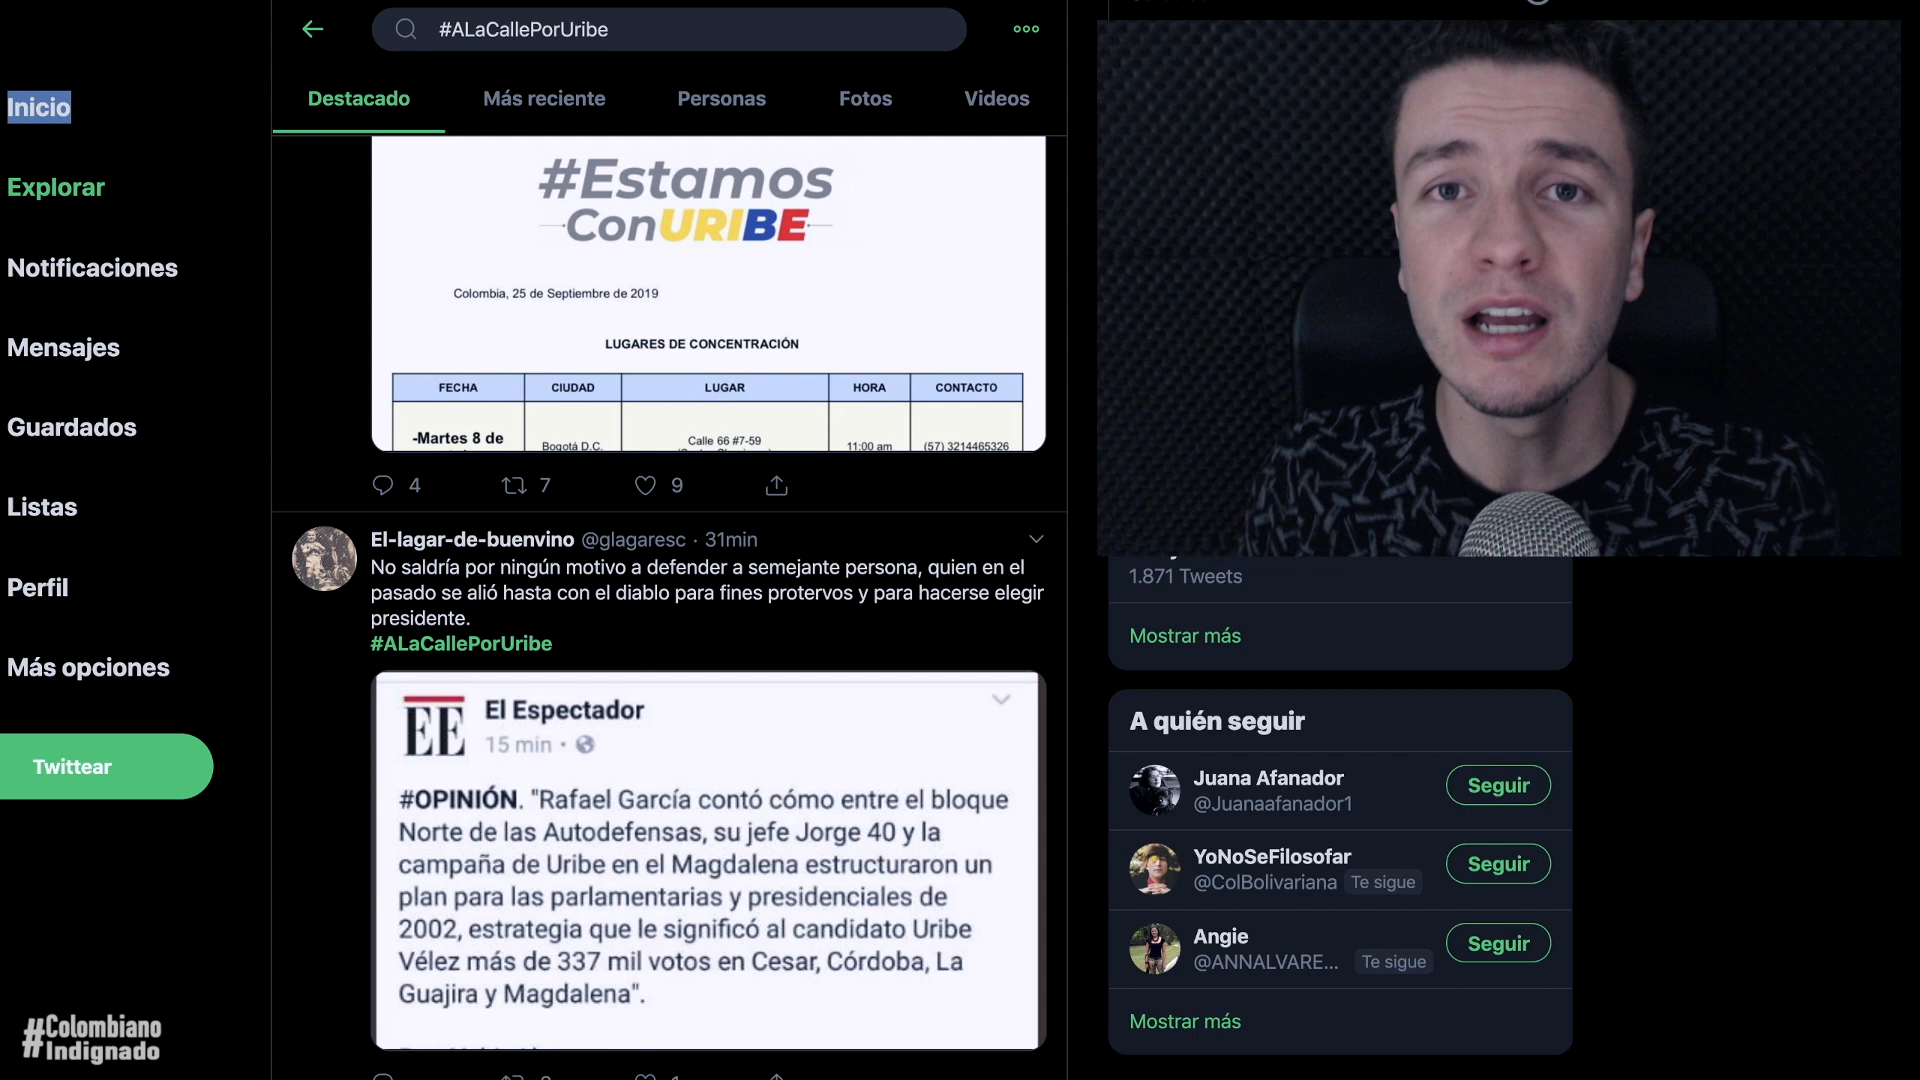 #ALaCallePorUribe
Destacado
Más reciente
Personas
Fotos
Videos
Inicio
Explorar
Notificaciones
Mensajes
Guardados
Listas
Perfil
Más opciones
Twittear
#Colombiano
Indignado
#Estamos
ConURIBE
Colombia, 25 de Septiembre de 2019
LUGARES DE CONCENTRACIÓN
FECHA CIUDAD LUGAR HORA CONTACTO
-Martes 8 de Bogotá D.C. Calle 66 #7-59 11:00 am (57) 3214465326
4 7 9
El-lagar-de-buenvino @glagaresc · 31min
No saldría por ningún motivo a defender a semejante persona, quien en el
pasado se alió hasta con el diablo para fines protervos y para hacerse elegir
presidente.
#ALaCallePorUribe
EE
El Espectador
15 min ·
#OPINIÓN. "Rafael García contó cómo entre el bloque
Norte de las Autodefensas, su jefe Jorge 40 y la
campaña de Uribe en el Magdalena estructuraron un
plan para las parlamentarias y presidenciales de
2002, estrategia que le significó al candidato Uribe
Vélez más de 337 mil votos en Cesar, Córdoba, La
Guajira y Magdalena".
1.871 Tweets
Mostrar más
A quién seguir
Juana Afanador
@Juanaafanador1
Seguir
YoNoSeFilosofar
@ColBolivariana Te sigue
Seguir
Angie
@ANNALVARE... Te sigue
Seguir
Mostrar más